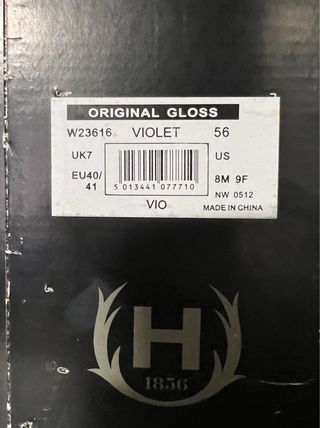 ORIGINAL GLOSS
W23616 VIOLET 56
UK7 US
EU40/ 8M 9F
41
5 013441 077710
NW 0512
VIO MADE IN CHINA
H
1856